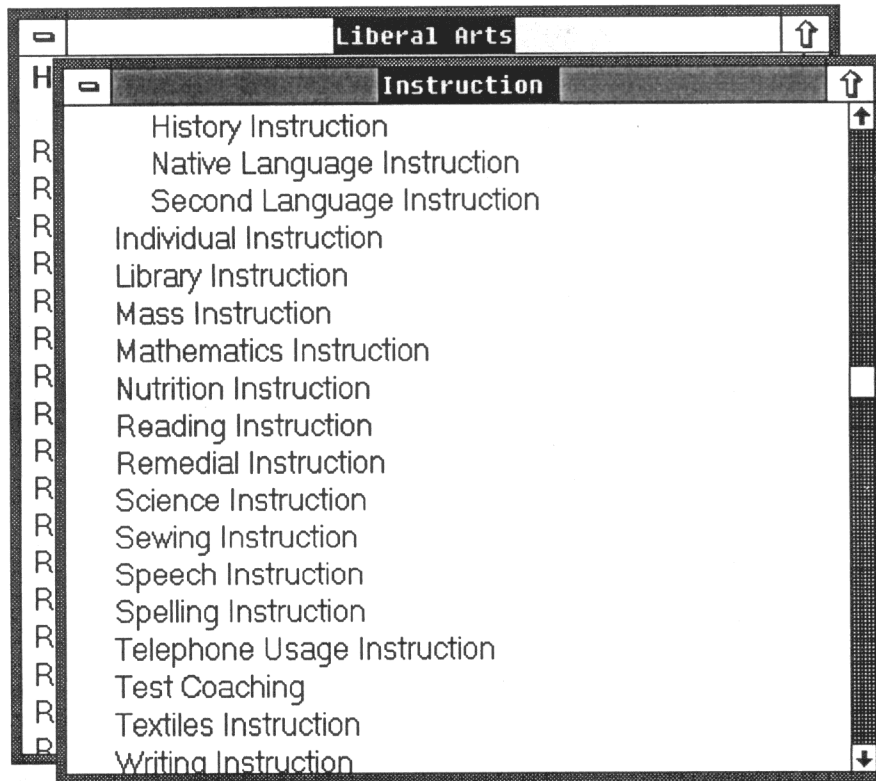 Liberal Arts
H
Instruction
History Instruction
R
Native Language Instruction
R
Second Language Instruction
R
Individual Instruction
R
Library Instruction
R
Mass Instruction
R
Mathematics Instruction
R
Nutrition Instruction
R
Reading Instruction
R
Remedial Instruction
R
Science Instruction
R
Sewing Instruction
R
Speech Instruction
R
Spelling Instruction
R
Telephone Usage Instruction
R
Test Coaching
R
Textiles Instruction
R
Writing Instruction